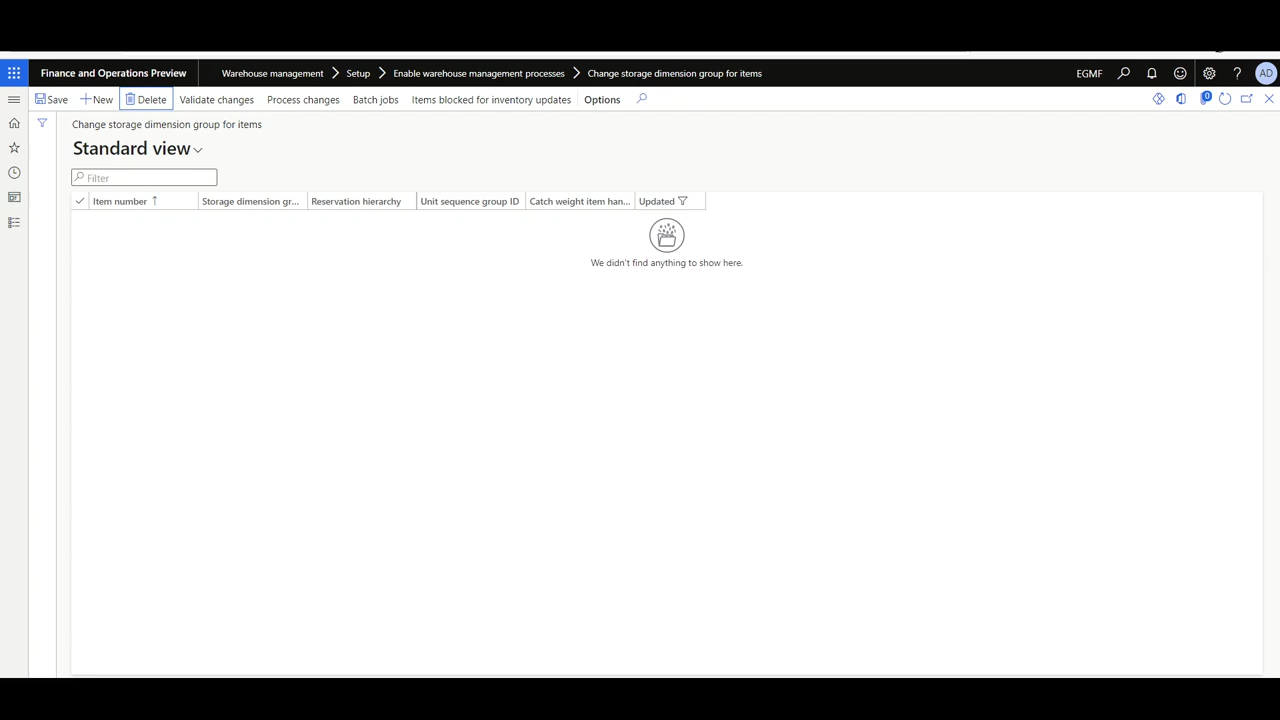 Finance and Operations Preview
Warehouse management
Setup
Enable warehouse management processes
Change storage dimension group for items
EGMF
AD
Save
New
Delete
Validate changes
Process changes
Batch jobs
Items blocked for inventory updates
Options
0
Change storage dimension group for items
Standard view
Filter
Item number
Storage dimension gr...
Reservation hierarchy
Unit sequence group ID
Catch weight item han...
Updated
We didn't find anything to show here.